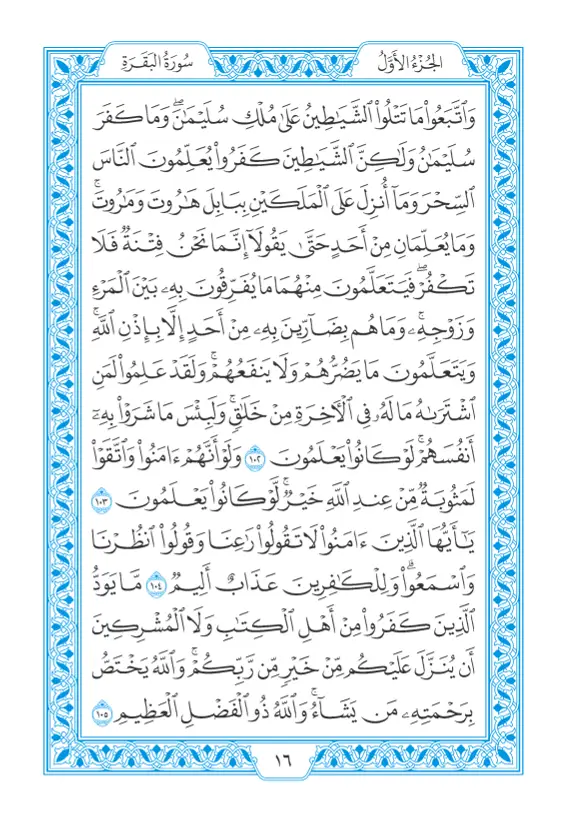 الجُزْءُ الأَوَّلُ
سُورَةُ البَقَرَةِ
وَٱتَّبَعُواْ مَا تَتْلُواْ ٱلشَّيَٰطِينُ عَلَىٰ مُلْكِ سُلَيْمَٰنَۖ وَمَا كَفَرَ
سُلَيْمَٰنُ وَلَٰكِنَّ ٱلشَّيَٰطِينَ كَفَرُواْ يُعَلِّمُونَ ٱلنَّاسَ
ٱلسِّحْرَ وَمَآ أُنزِلَ عَلَى ٱلْمَلَكَيْنِ بِبَابِلَ هَٰرُوتَ وَمَٰرُوتَۚ
وَمَا يُعَلِّمَانِ مِنْ أَحَدٍ حَتَّىٰ يَقُولَآ إِنَّمَا نَحْنُ فِتْنَةٌ فَلَا
تَكْفُرْۖ فَيَتَعَلَّمُونَ مِنْهُمَا مَا يُفَرِّقُونَ بِهِۦ بَيْنَ ٱلْمَرْءِ
وَزَوْجِهِۦۚ وَمَا هُم بِضَآرِّينَ بِهِۦ مِنْ أَحَدٍ إِلَّا بِإِذْنِ ٱللَّهِۚ
وَيَتَعَلَّمُونَ مَا يَضُرُّهُمْ وَلَا يَنفَعُهُمْۚ وَلَقَدْ عَلِمُواْ لَمَنِ
ٱشْتَرَىٰهُ مَا لَهُۥ فِى ٱلْأَخِرَةِ مِنْ خَلَٰقٍۚ وَلَبِئْسَ مَا شَرَوْاْ بِهِۦٓ
أَنفُسَهُمْۚ لَوْ كَانُواْ يَعْلَمُونَ ١٠٢ وَلَوْ أَنَّهُمْ ءَامَنُواْ وَٱتَّقَوْاْ
لَمَثُوبَةٌ مِّنْ عِندِ ٱللَّهِ خَيْرٌۚ لَّوْ كَانُواْ يَعْلَمُونَ ١٠٣
يَٰٓأَيُّهَا ٱلَّذِينَ ءَامَنُواْ لَا تَقُولُواْ رَٰعِنَا وَقُولُواْ ٱنظُرْنَا
وَٱسْمَعُواْۗ وَلِلْكَٰفِرِينَ عَذَابٌ أَلِيمٌ ١٠٤ مَّا يَوَدُّ
ٱلَّذِينَ كَفَرُواْ مِنْ أَهْلِ ٱلْكِتَٰبِ وَلَا ٱلْمُشْرِكِينَ
أَن يُنَزَّلَ عَلَيْكُم مِّنْ خَيْرٍ مِّن رَّبِّكُمْۚ وَٱللَّهُ يَخْتَصُّ
بِرَحْمَتِهِۦ مَن يَشَآءُۚ وَٱللَّهُ ذُو ٱلْفَضْلِ ٱلْعَظِيمِ ١٠٥
١٦